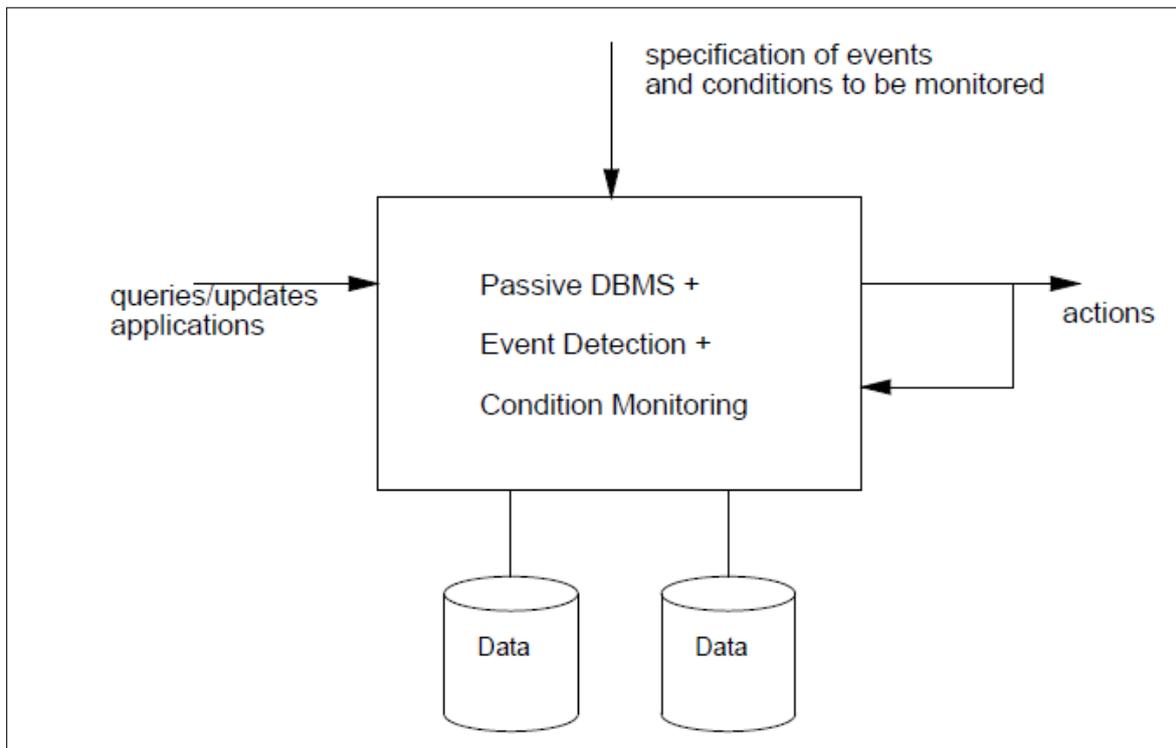 specification of events
and conditions to be monitored
queries/updates
applications
Passive DBMS +
Event Detection +
Condition Monitoring
actions
Data
Data